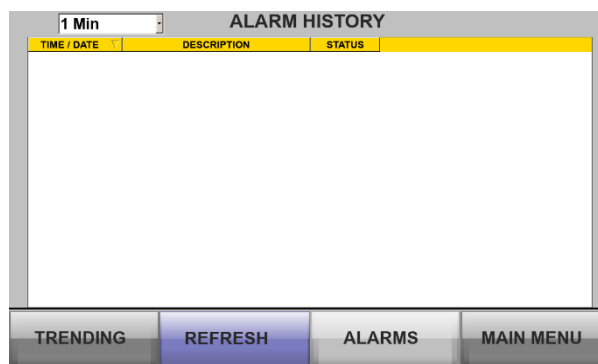 1 Min
ALARM HISTORY
TIME / DATE DESCRIPTION STATUS
TRENDING REFRESH ALARMS MAIN MENU